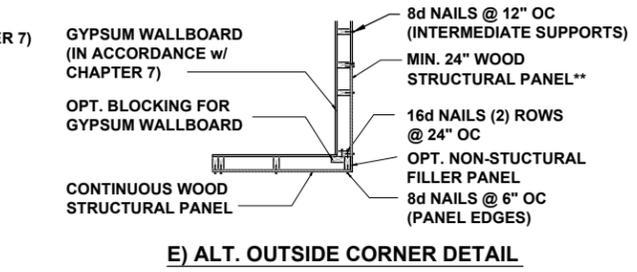 ER 7)
GYPSUM WALLBOARD
(IN ACCORDANCE w/
CHAPTER 7)
OPT. BLOCKING FOR
GYPSUM WALLBOARD
CONTINUOUS WOOD
STRUCTURAL PANEL
8d NAILS @ 12" OC
(INTERMEDIATE SUPPORTS)
MIN. 24" WOOD
STRUCTURAL PANEL**
16d NAILS (2) ROWS
@ 24" OC
OPT. NON-STUCTURAL
FILLER PANEL
8d NAILS @ 6" OC
(PANEL EDGES)
E) ALT. OUTSIDE CORNER DETAIL